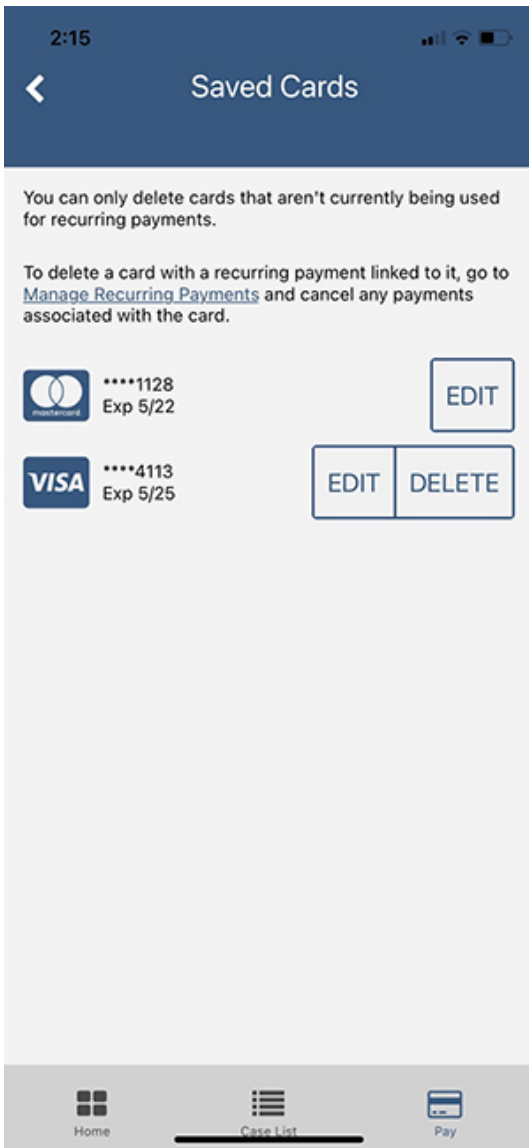 2:15
Saved Cards
You can only delete cards that aren't currently being used
for recurring payments.
To delete a card with a recurring payment linked to it, go to
Manage Recurring Payments and cancel any payments
associated with the card.
mastercard
****1128
Exp 5/22
EDIT
VISA
****4113
Exp 5/25
EDIT DELETE
Home Case List Pay